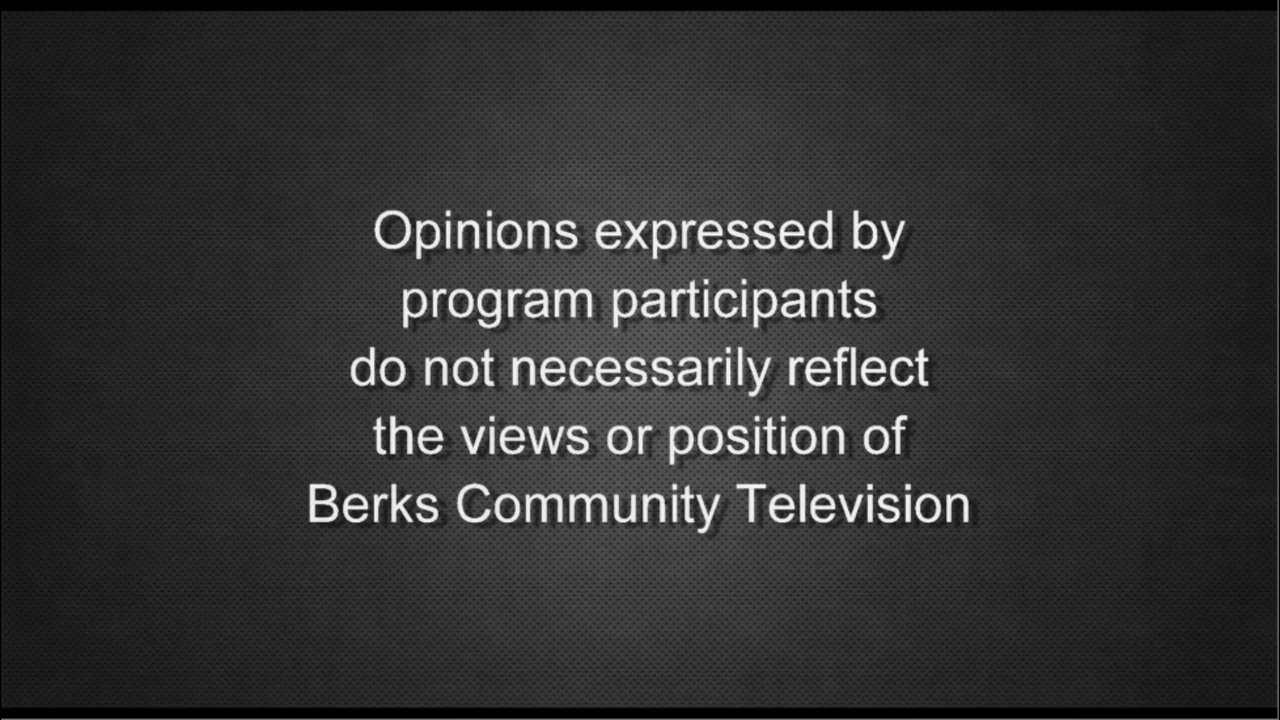 Opinions expressed by
program participants
do not necessarily reflect
the views or position of
Berks Community Television